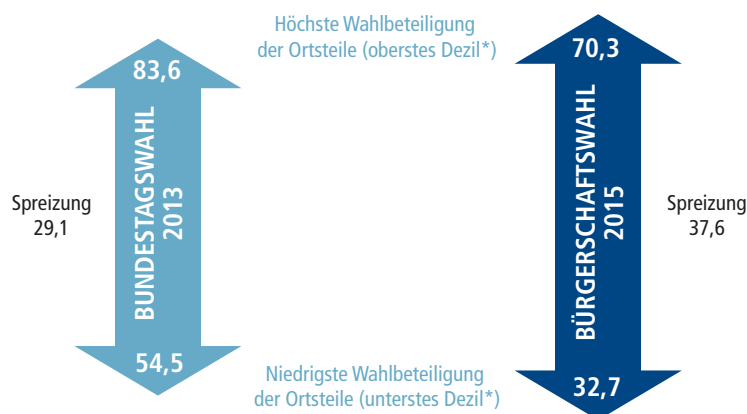 Höchste Wahlbeteiligung
der Ortsteile (oberstes Dezil*)
83,6
BUNDESTAGSWAHL
2013
54,5
Spreizung
29,1
70,3
BÜRGERSCHAFTSWAHL
2015
32,7
Spreizung
37,6
Niedrigste Wahlbeteiligung
der Ortsteile (unterstes Dezil*)